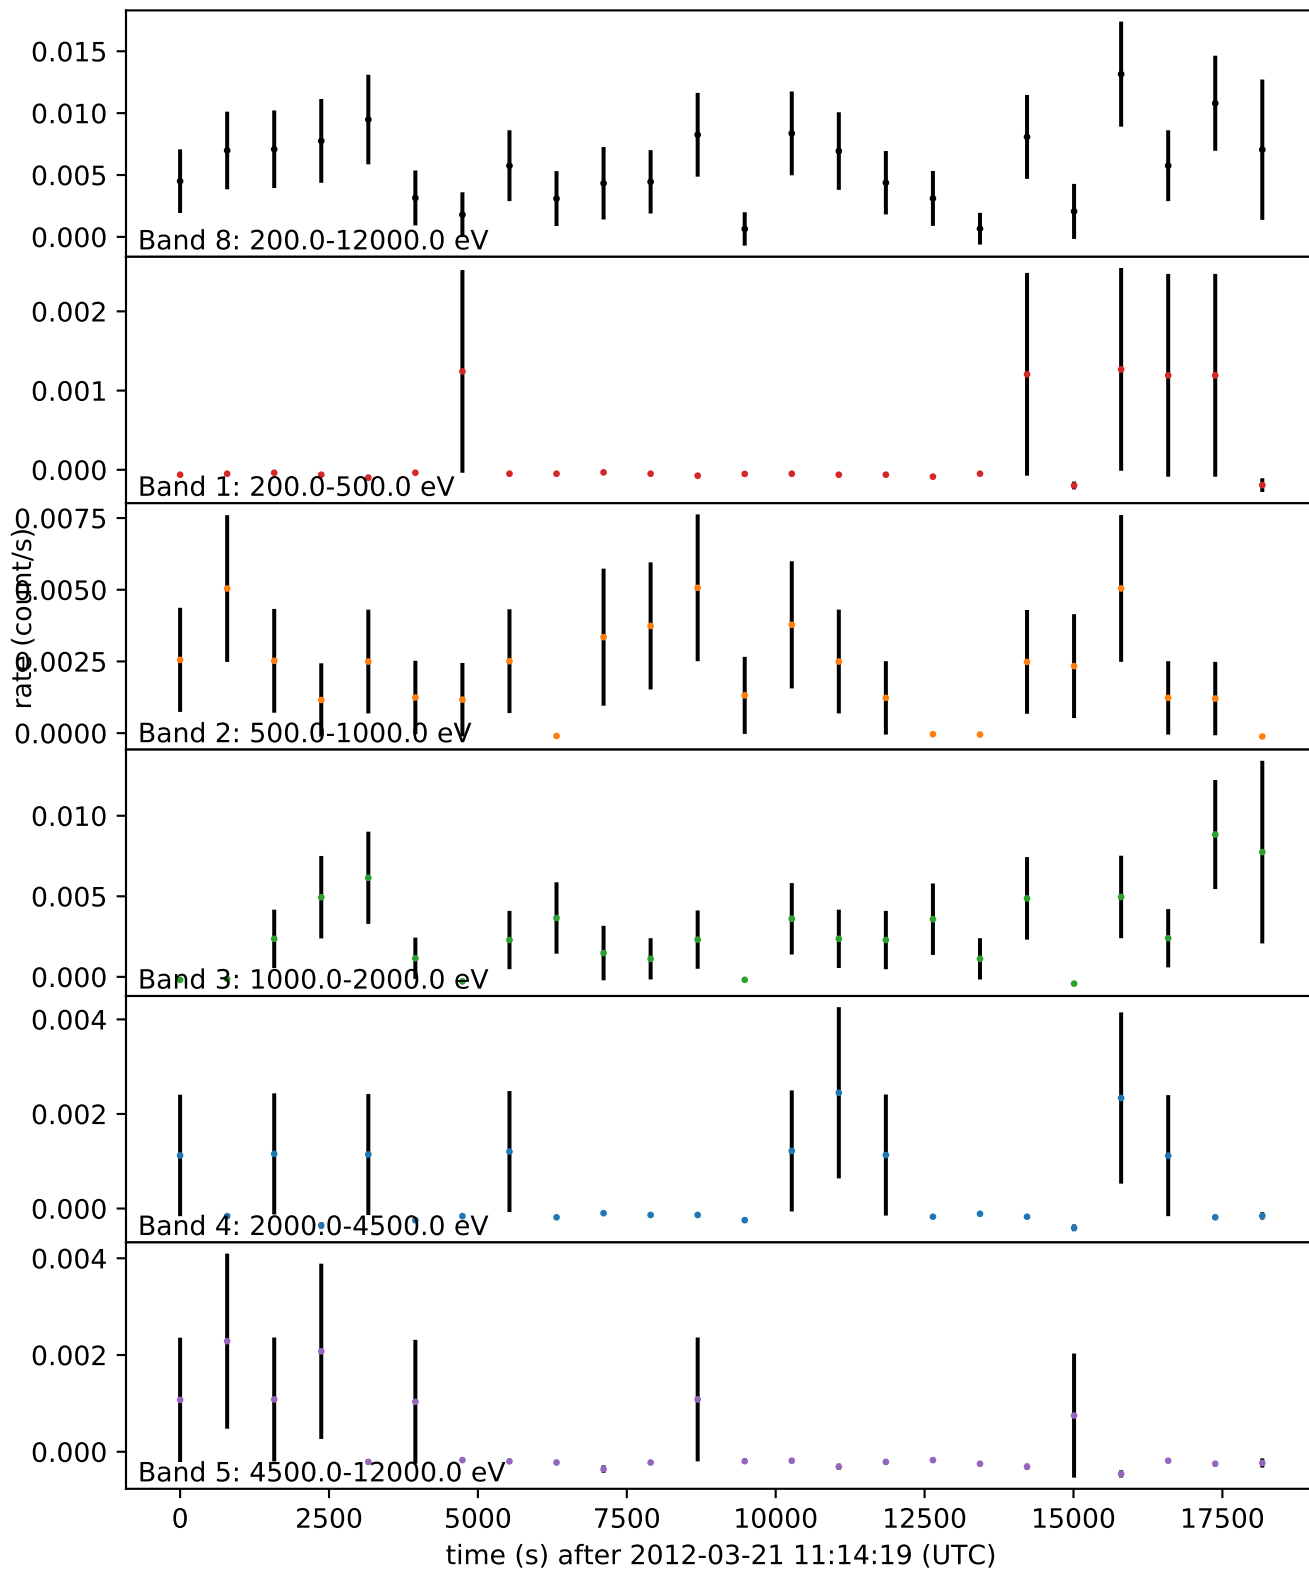 0.015
0.010
0.005
0.000
Band 8: 200.0-12000.0 eV
0.002
0.001
0.000
Band 1: 200.0-500.0 eV
rate (count/s)
0.0075
0.0050
0.0025
0.0000
Band 2: 500.0-1000.0 eV
0.010
0.005
0.000
Band 3: 1000.0-2000.0 eV
0.004
0.002
0.000
Band 4: 2000.0-4500.0 eV
0.004
0.002
0.000
Band 5: 4500.0-12000.0 eV
0 2500 5000 7500 10000 12500 15000 17500
time (s) after 2012-03-21 11:14:19 (UTC)